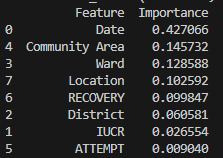 Feature Importance
0 Date 0.427066
4 Community Area 0.145732
3 Ward 0.128588
7 Location 0.102592
6 RECOVERY 0.099847
2 District 0.060581
1 IUCR 0.026554
5 ATTEMPT 0.009040